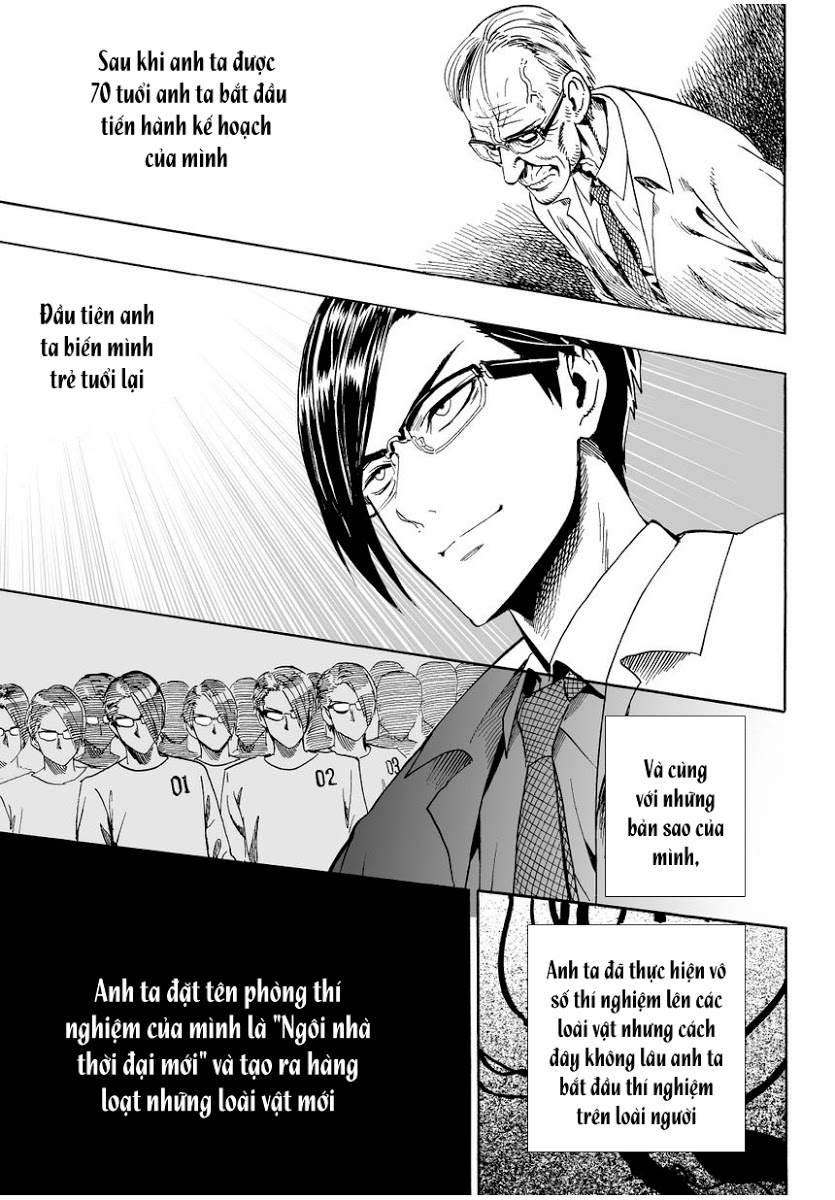 Sau khi anh ta được
70 tuổi anh ta bắt đầu
tiến hành kế hoạch
của mình
Đầu tiên anh
ta biến mình
trẻ tuổi lại
01
02
03
Và cùng
với những
bản sao của
mình,
Anh ta đã thực hiện vô
số thí nghiệm lên các
loài vật nhưng cách
đây không lâu anh ta
bắt đầu thí nghiệm
trên loài người
Anh ta đặt tên phòng thí
nghiệm của mình là "Ngôi nhà
thời đại mới" và tạo ra hàng
loạt những loài vật mới